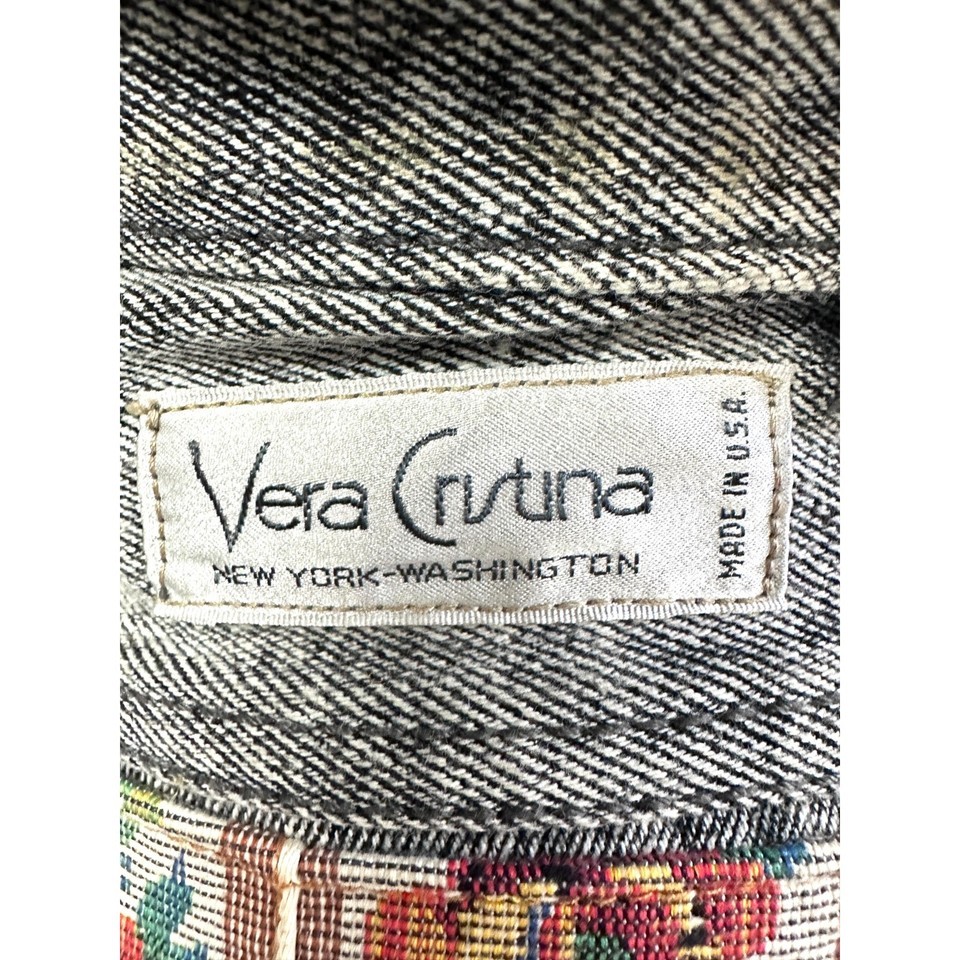 Vera Cristina
NEW YORK-WASHINGTON
MADE IN U.S.A.